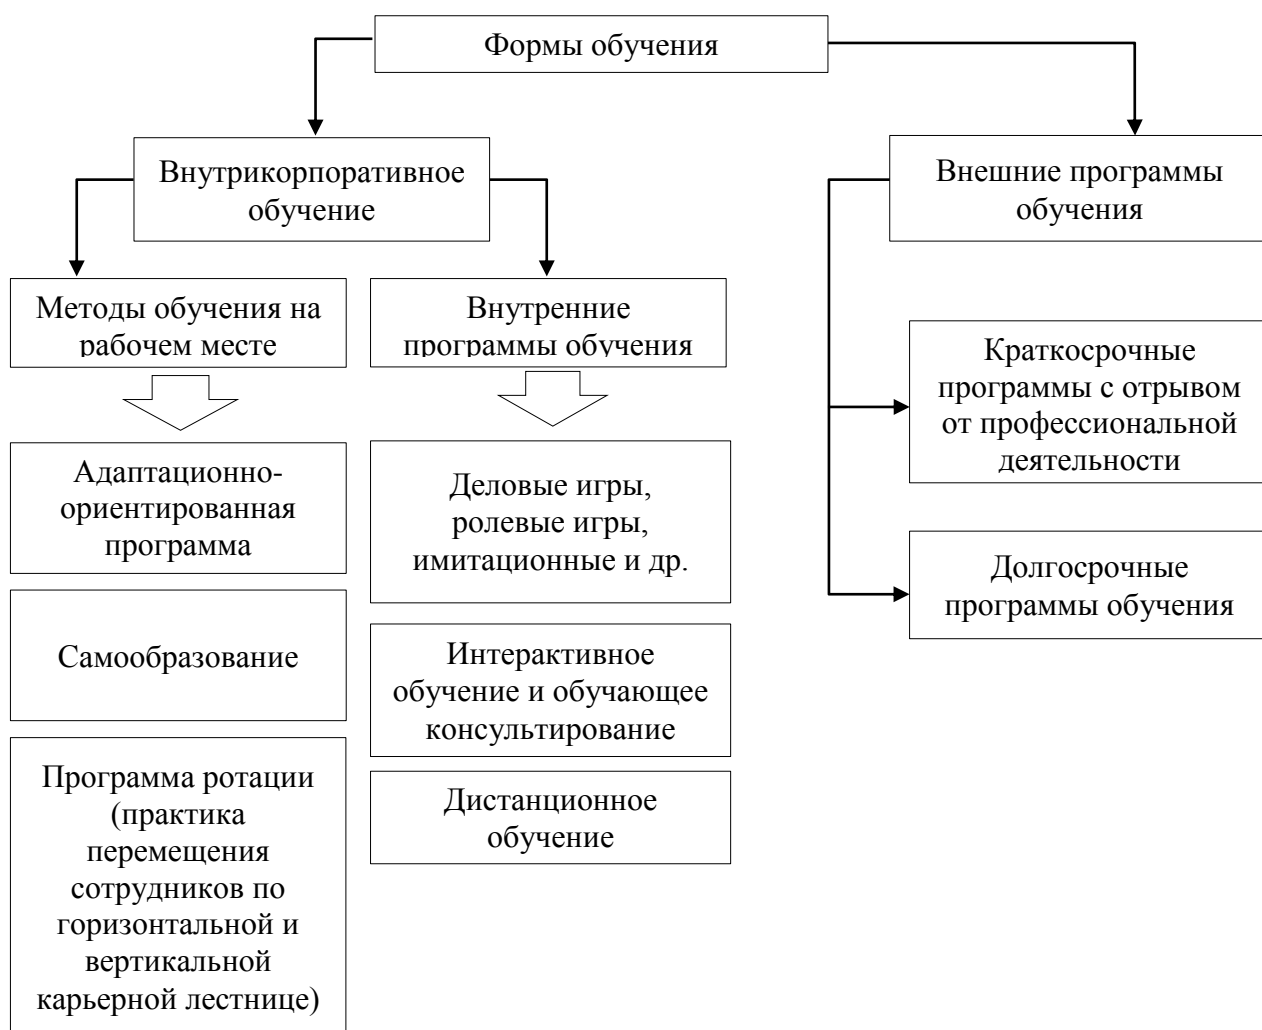 Формы обучения
Внутрикорпоративное
обучение
Внешние программы
обучения
Методы обучения на
рабочем месте
Внутренние
программы обучения
Адаптационно-
ориентированная
программа
Самообразование
Программа ротации
(практика
перемещения
сотрудников по
горизонтальной и
вертикальной
карьерной лестнице)
Деловые игры,
ролевые игры,
имитационные и др.
Интерактивное
обучение и обучающее
консультирование
Дистанционное
обучение
Краткосрочные
программы с отрывом
от профессиональной
деятельности
Долгосрочные
программы обучения